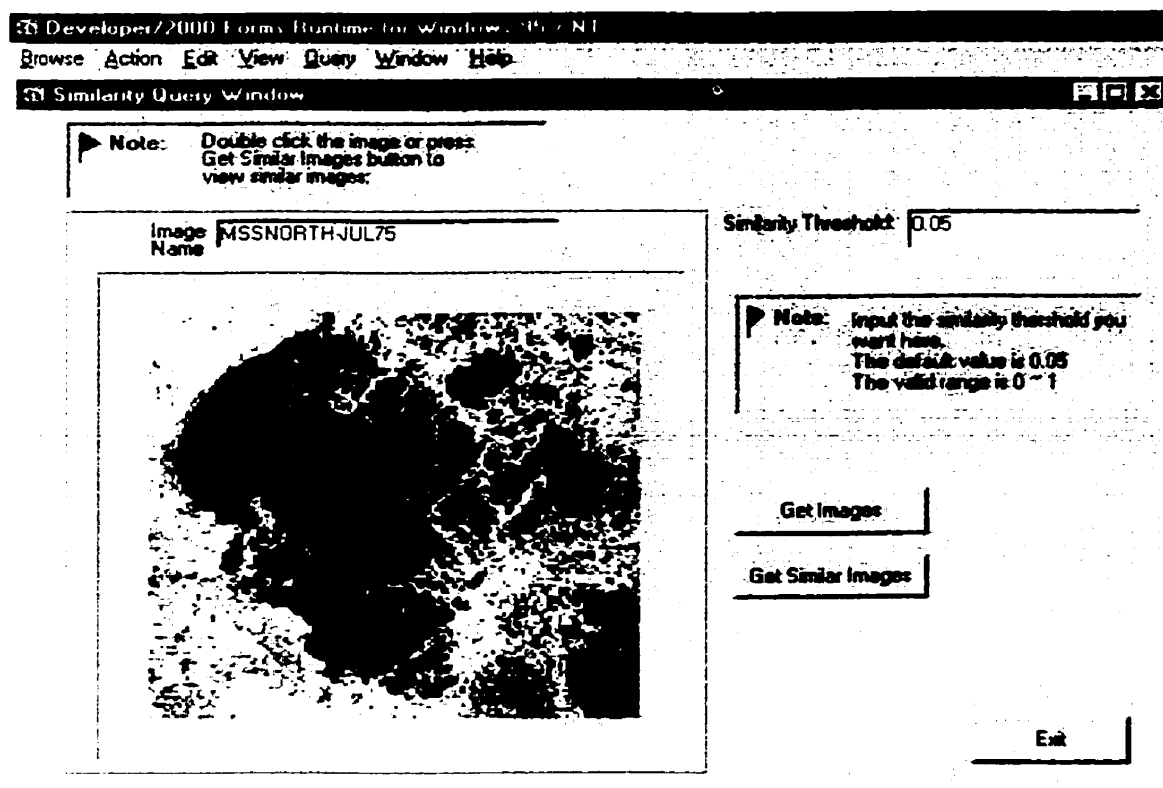 Developer/2000 Forms Runtime for Windows 95 / NT
Browse Action Edit View Query Window Help
Similarity Query Window
Note: Double click the image or press
Get Similar Images button to
view similar images:
Image Name MSSNORTHJUL75
Similarity Threshold: 0.05
Note: Input the similarity threshold you
want here.
The default value is 0.05
The valid range is 0 ~ 1
Get Images
Get Similar Images
Exit